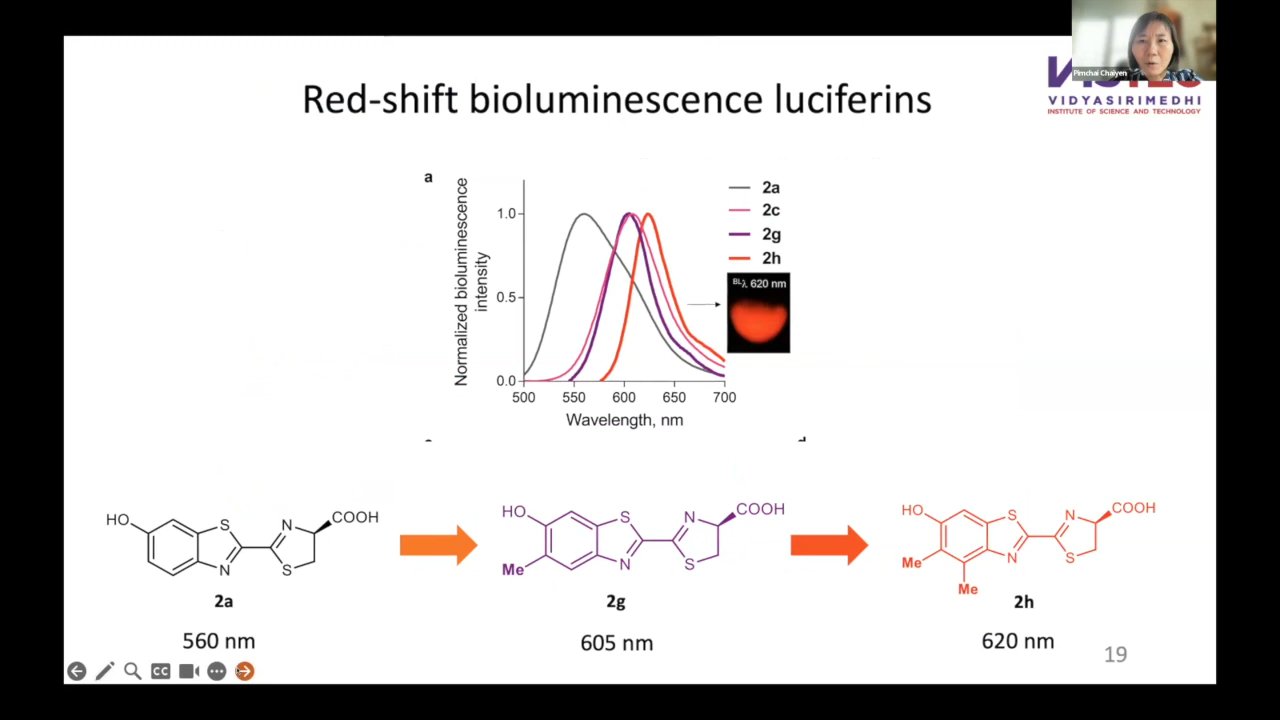 Pimchai Chaiyen
Red-shift bioluminescence luciferins
VIDYASIRIMEDHI
INSTITUTE OF SCIENCE AND TECHNOLOGY
a
Normalized bioluminescence
intensity
1.0
0.5
0.0
500 550 600 650 700
Wavelength, nm
2a
2c
2g
2h
BLλ 620 nm
HO
S
N
N
S
COOH
2a
560 nm
HO
Me
S
N
N
S
COOH
2g
605 nm
HO
Me
Me
S
N
N
S
COOH
2h
620 nm
19
CC